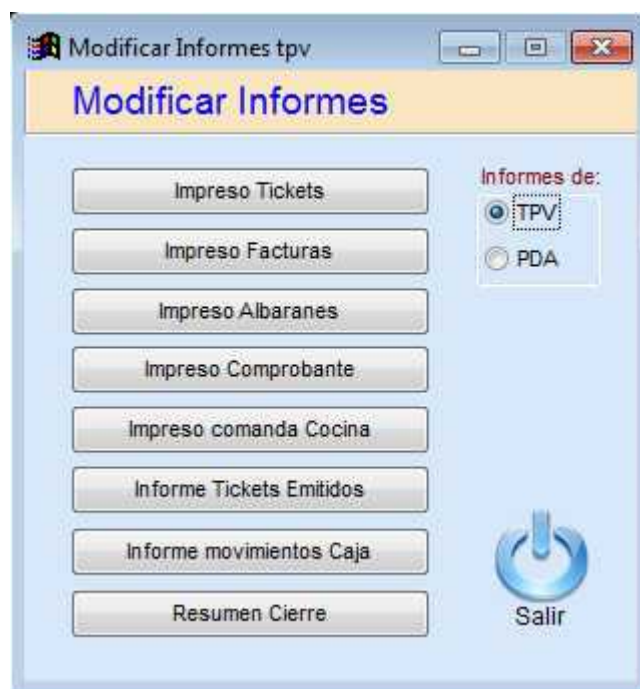 Modificar Informes tpv
Modificar Informes
Impreso Tickets
Impreso Facturas
Impreso Albaranes
Impreso Comprobante
Impreso comanda Cocina
Informe Tickets Emitidos
Informe movimientos Caja
Resumen Cierre
Informes de:
TPV
PDA
Salir